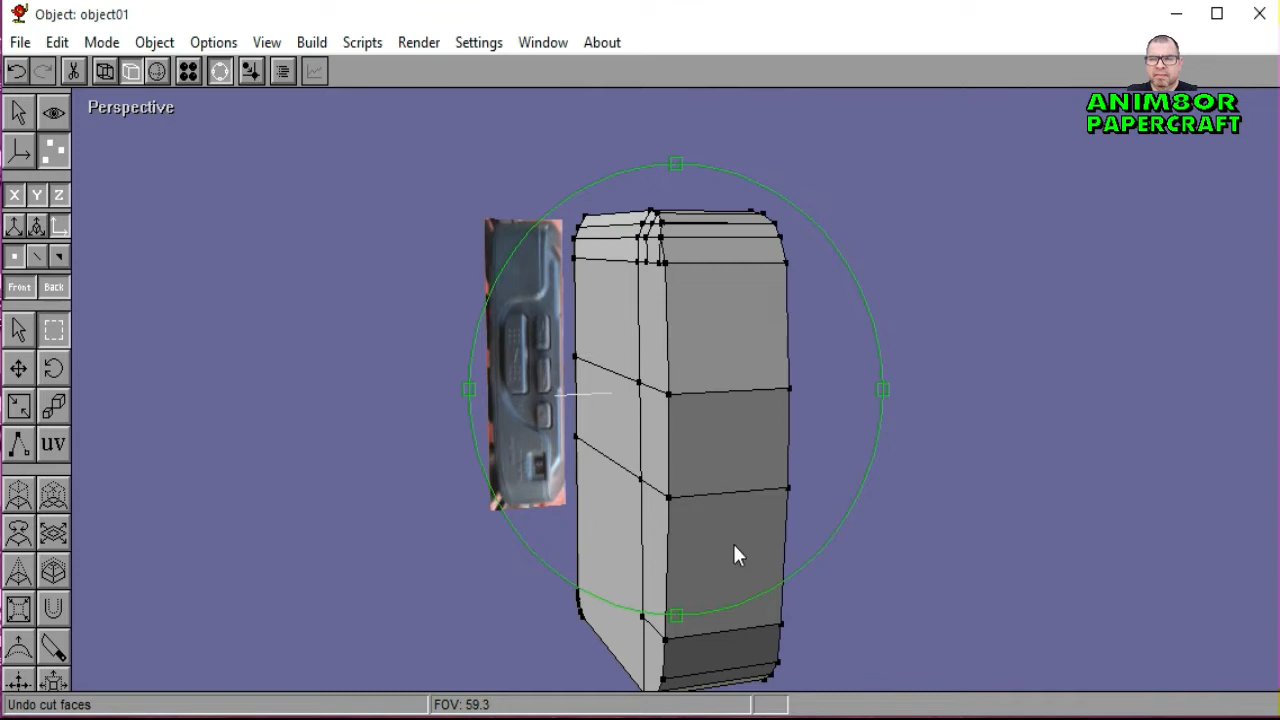 Object: object01
File Edit Mode Object Options View Build Scripts Render Settings Window About
ANIM8OR
PAPERCRAFT
Perspective
X Y Z
Front Back
uv
Undo cut faces FOV: 59.3